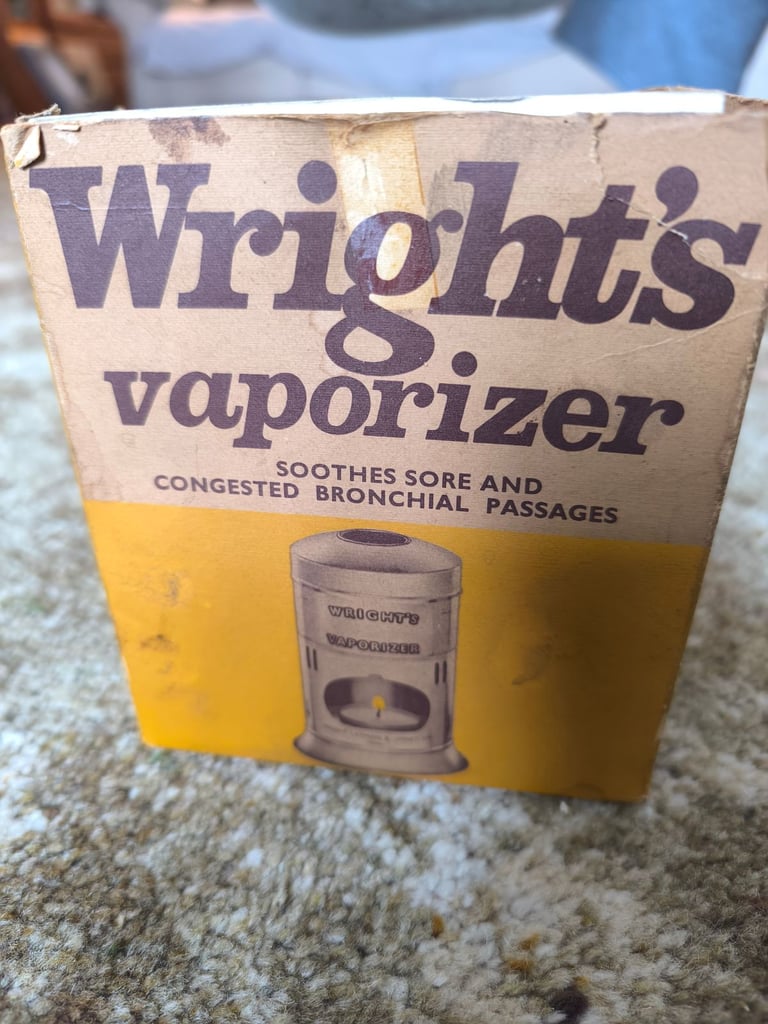 Wright's
vaporizer
SOOTHES SORE AND
CONGESTED BRONCHIAL PASSAGES
WRIGHT'S
VAPORIZER